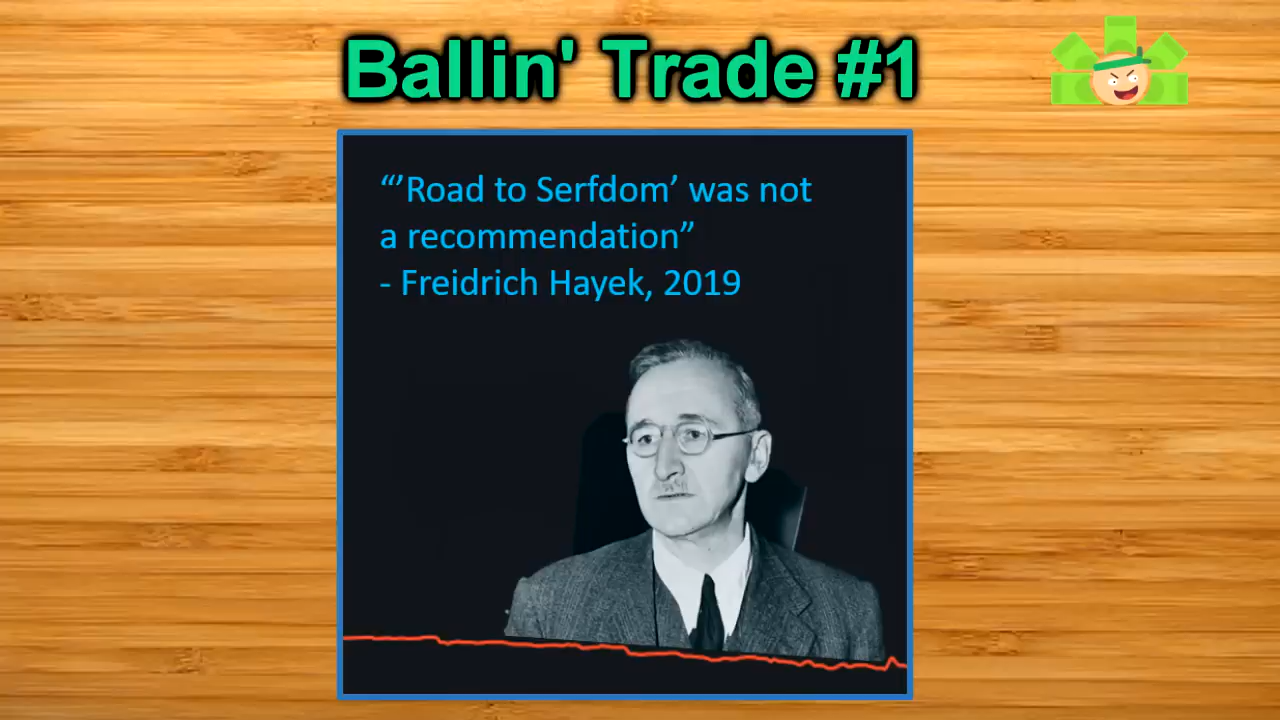 Ballin' Trade #1
“’Road to Serfdom’ was not
a recommendation”
- Freidrich Hayek, 2019